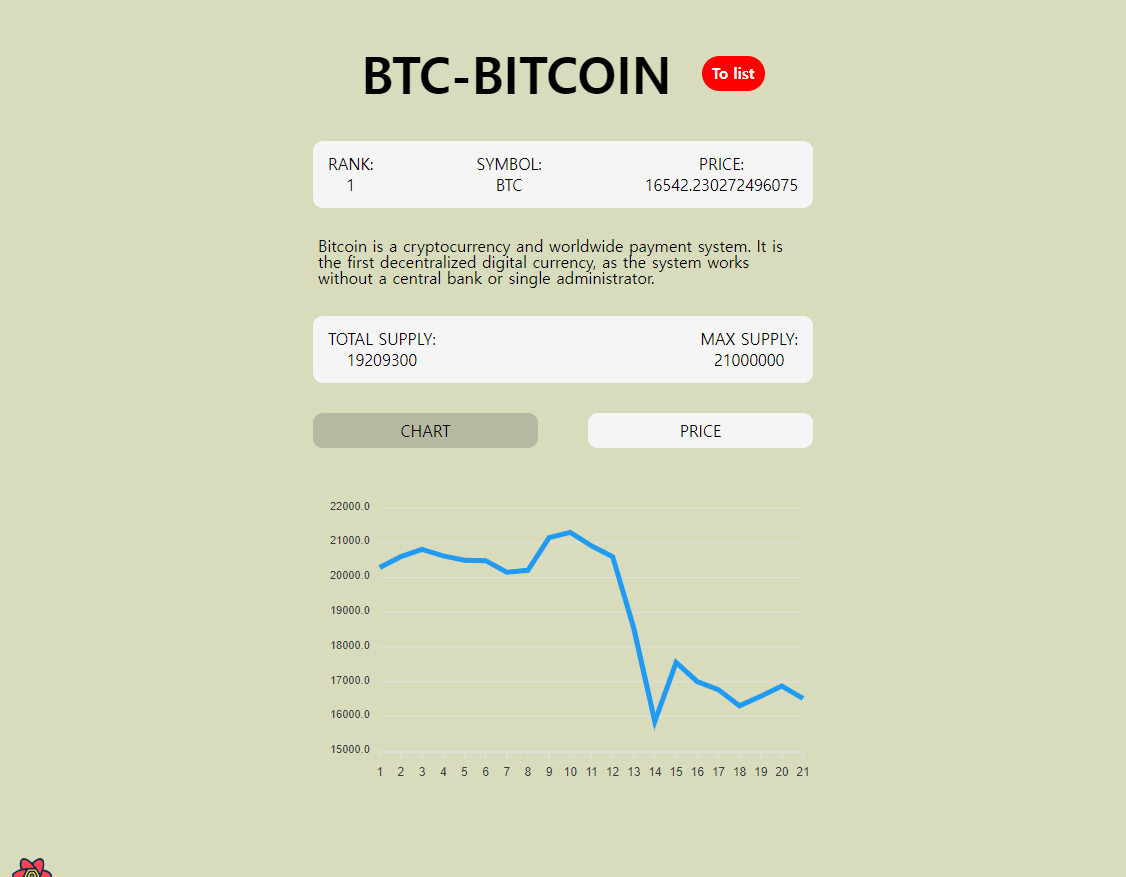 BTC-BITCOIN To list
RANK: SYMBOL: PRICE:
1 BTC 16542.230272496075
Bitcoin is a cryptocurrency and worldwide payment system. It is
the first decentralized digital currency, as the system works
without a central bank or single administrator.
TOTAL SUPPLY: MAX SUPPLY:
19209300 21000000
CHART PRICE
22000.0
21000.0
20000.0
19000.0
18000.0
17000.0
16000.0
15000.0
1 2 3 4 5 6 7 8 9 10 11 12 13 14 15 16 17 18 19 20 21